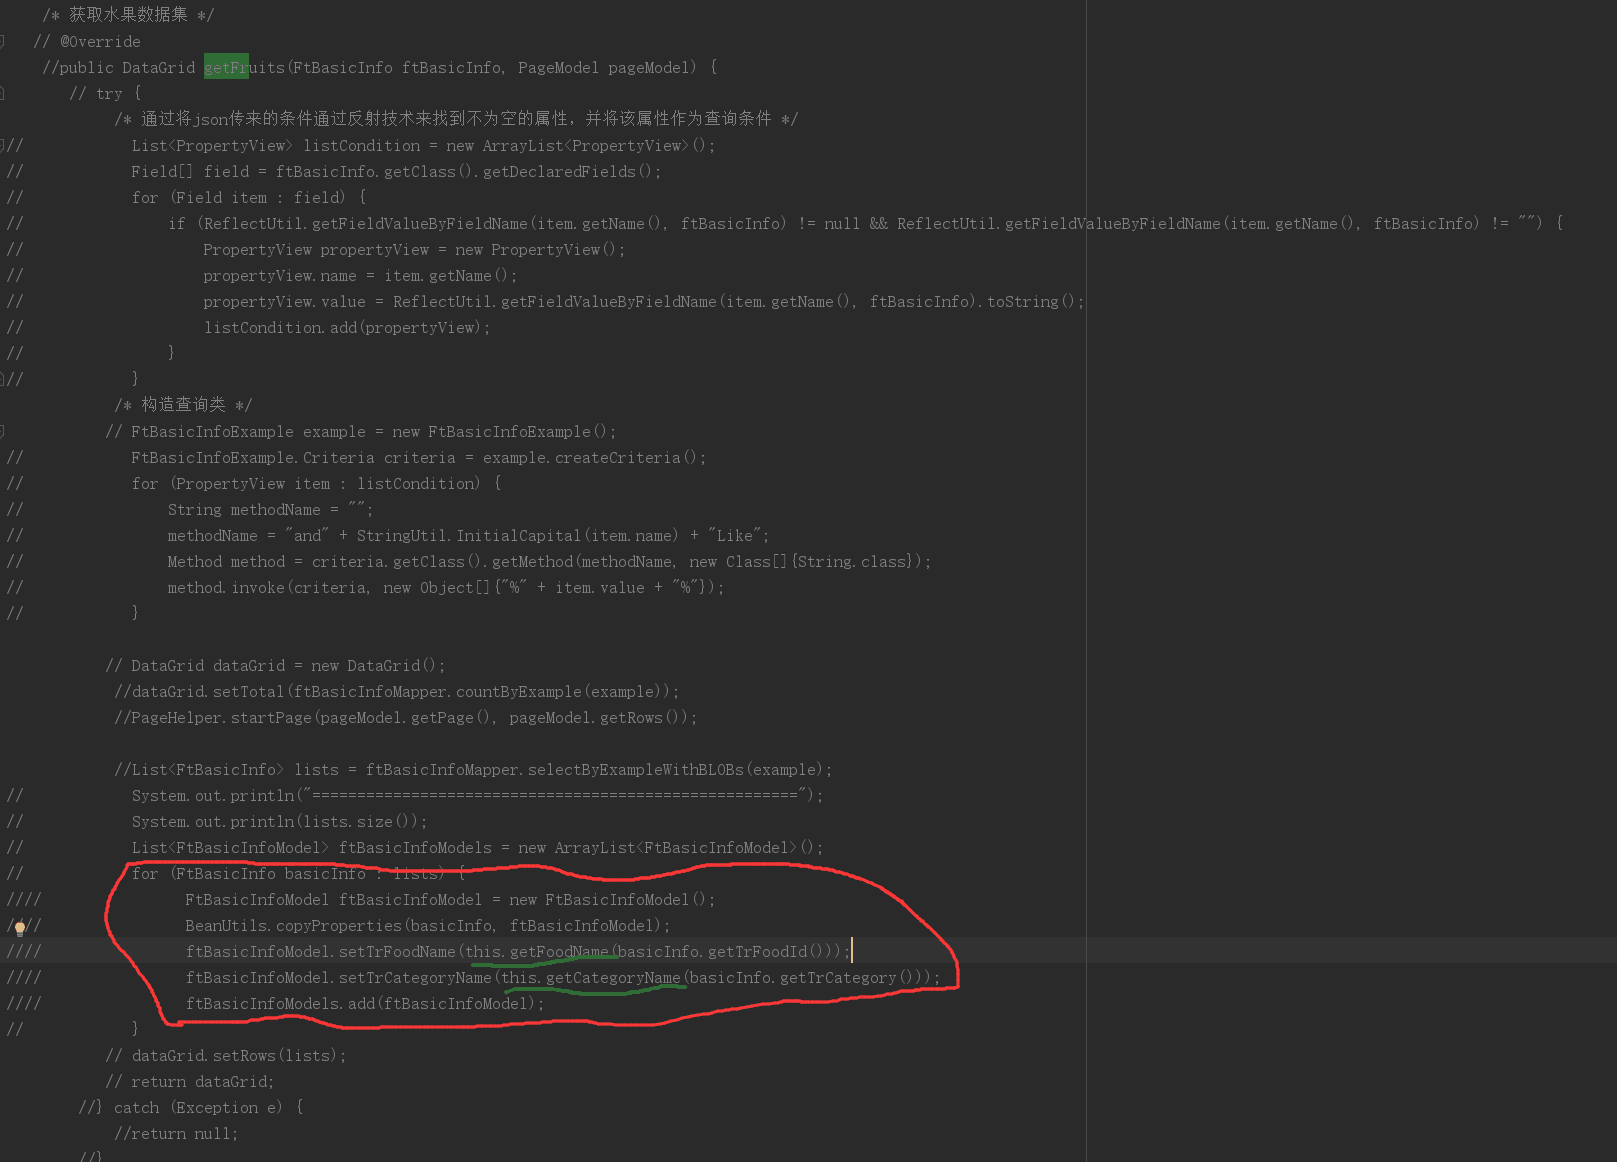 /* 获取水果数据集 */
// @Override
//public DataGrid getFruits(FtBasicInfo ftBasicInfo, PageModel pageModel) {
// try {
/* 通过将json传来的条件通过反射技术来找到不为空的属性，并将该属性作为查询条件 */
// List<PropertyView> listCondition = new ArrayList<PropertyView>();
// Field[] field = ftBasicInfo.getClass().getDeclaredFields();
// for (Field item : field) {
// if (ReflectUtil.getFieldValueByFieldName(item.getName(), ftBasicInfo) != null && ReflectUtil.getFieldValueByFieldName(item.getName(), ftBasicInfo) != "") {
// PropertyView propertyView = new PropertyView();
// propertyView.name = item.getName();
// propertyView.value = ReflectUtil.getFieldValueByFieldName(item.getName(), ftBasicInfo).toString();
// listCondition.add(propertyView);
// }
// }
/* 构造查询类 */
// FtBasicInfoExample example = new FtBasicInfoExample();
// FtBasicInfoExample.Criteria criteria = example.createCriteria();
// for (PropertyView item : listCondition) {
// String methodName = "";
// methodName = "and" + StringUtil.InitialCapital(item.name) + "Like";
// Method method = criteria.getClass().getMethod(methodName, new Class[]{String.class});
// method.invoke(criteria, new Object[]{"%" + item.value + "%"});
// }
// DataGrid dataGrid = new DataGrid();
//dataGrid.setTotal(ftBasicInfoMapper.countByExample(example));
//PageHelper.startPage(pageModel.getPage(), pageModel.getRows());
//List<FtBasicInfo> lists = ftBasicInfoMapper.selectByExampleWithBLOBs(example);
// System.out.println("======================================================");
// System.out.println(lists.size());
// List<FtBasicInfoModel> ftBasicInfoModels = new ArrayList<FtBasicInfoModel>();
// for (FtBasicInfo basicInfo : lists) {
//// FtBasicInfoModel ftBasicInfoModel = new FtBasicInfoModel();
//// BeanUtils.copyProperties(basicInfo, ftBasicInfoModel);
//// ftBasicInfoModel.setTrFoodName(this.getFoodName(basicInfo.getTrFoodId()));
//// ftBasicInfoModel.setTrCategoryName(this.getCategoryName(basicInfo.getTrCategory()));
//// ftBasicInfoModels.add(ftBasicInfoModel);
// }
// dataGrid.setRows(lists);
// return dataGrid;
//} catch (Exception e) {
//return null;
//}